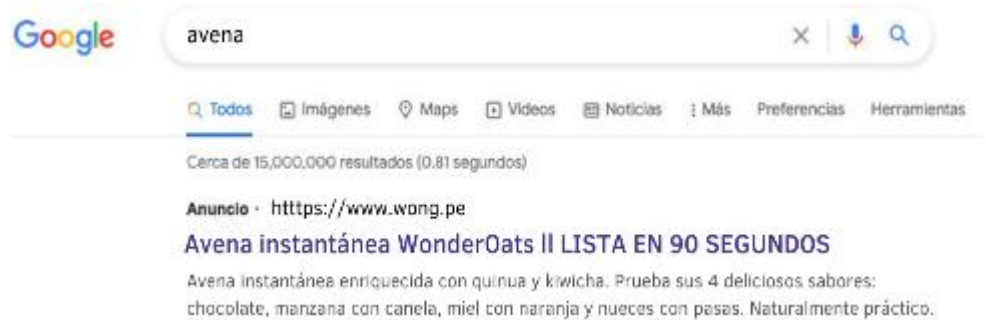 Google
avena
Todos Imágenes Maps Videos Noticias Más Preferencias Herramientas
Cerca de 15,000,000 resultados (0.81 segundos)
Anuncio · htttps://www.wong.pe
Avena instantánea WonderOats ll LISTA EN 90 SEGUNDOS
Avena instantánea enriquecida con quinua y kiwicha. Prueba sus 4 deliciosos sabores:
chocolate, manzana con canela, miel con naranja y nueces con pasas. Naturalmente práctico.